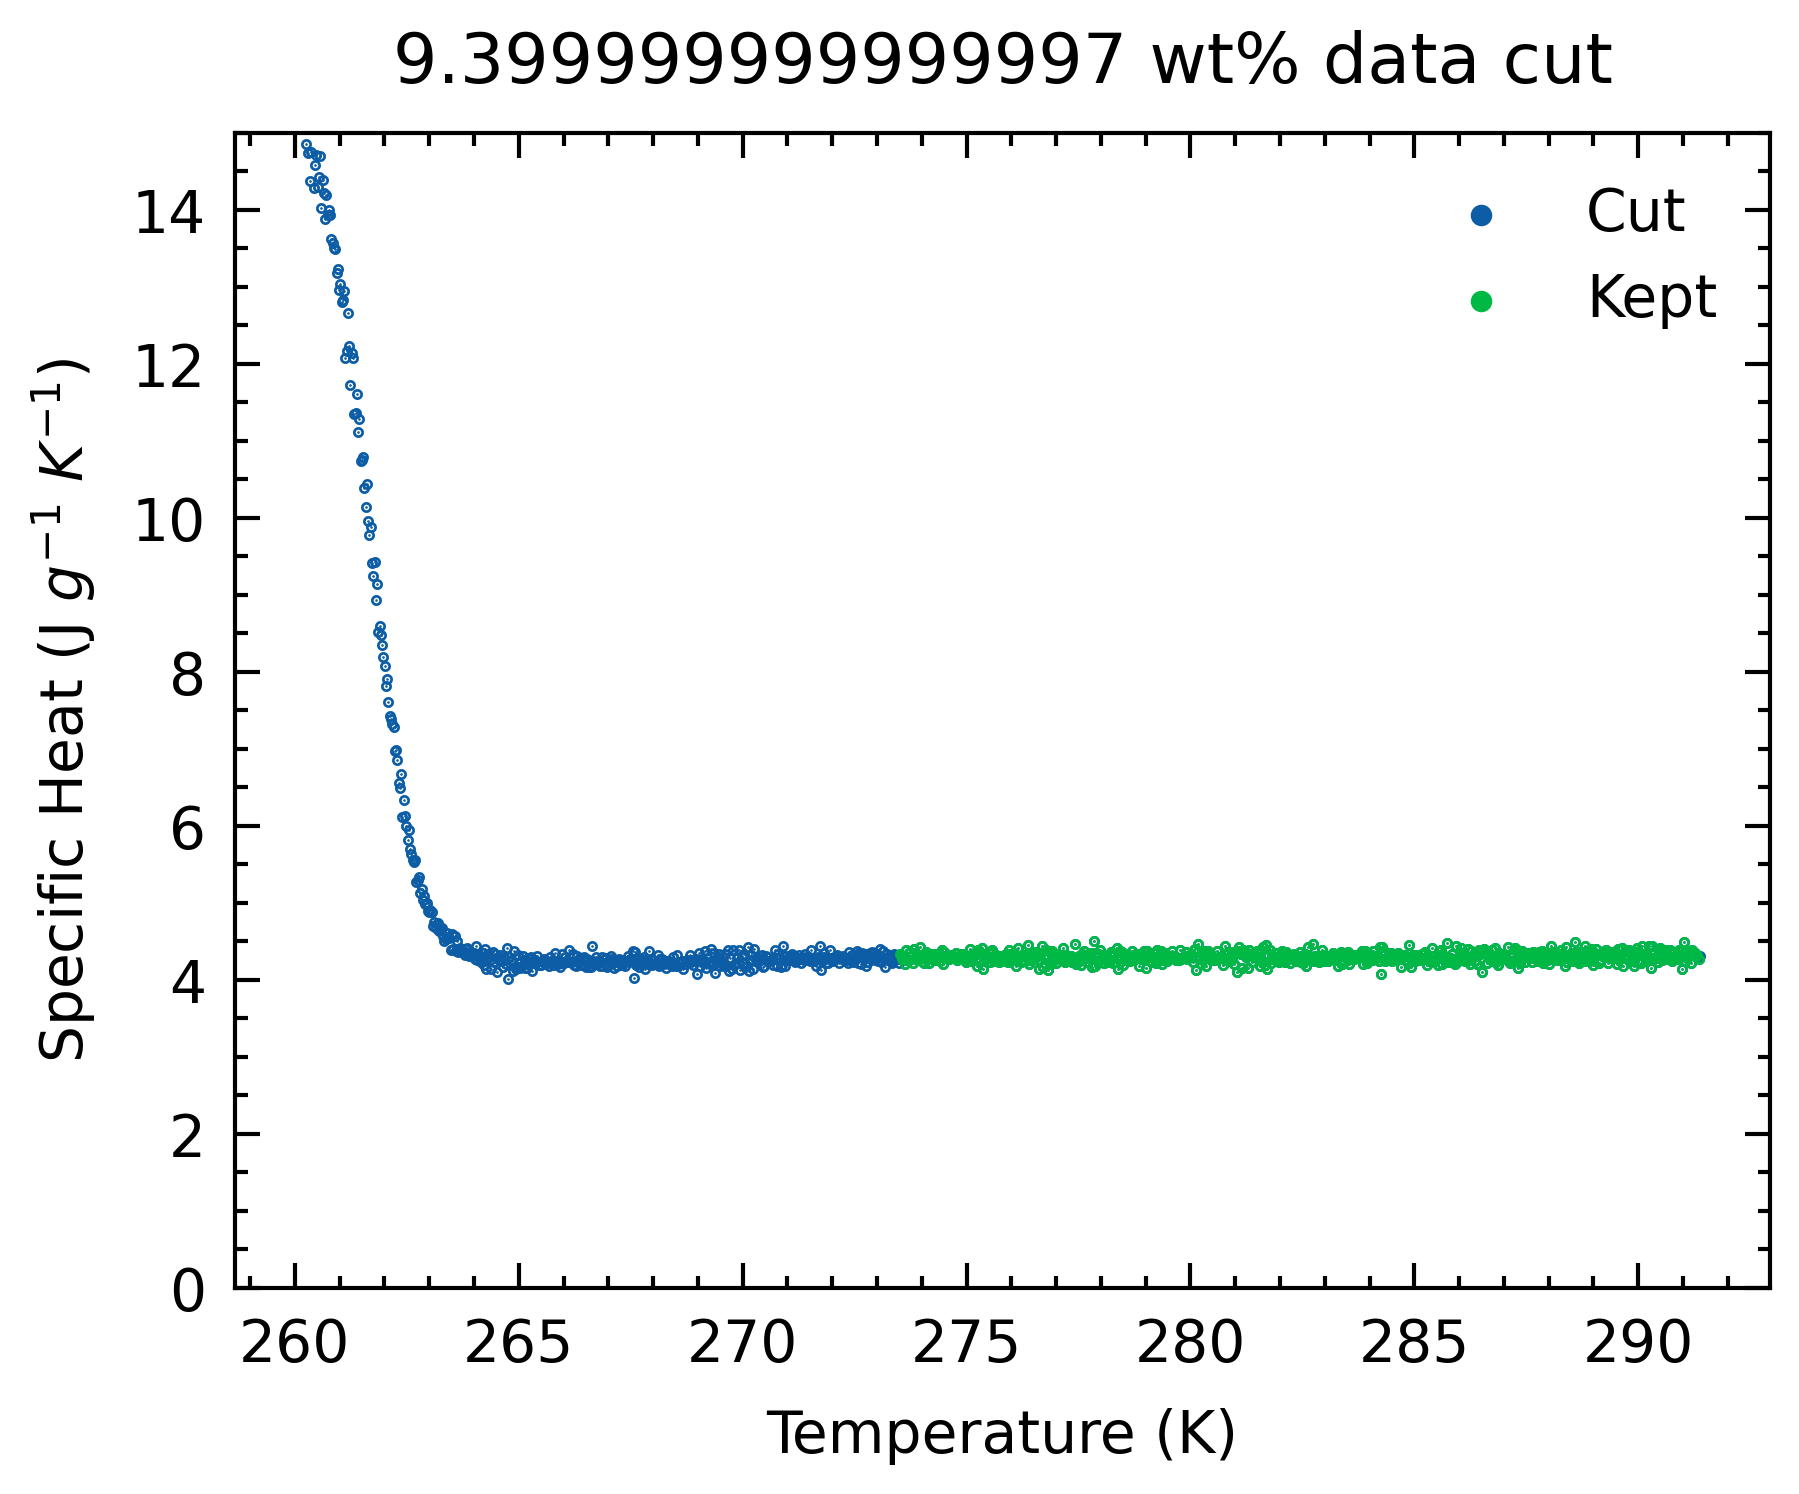 9.399999999999997 wt% data cut
Cut
Kept
Specific Heat (J g⁻¹ K⁻¹)
14
12
10
8
6
4
2
0
260 265 270 275 280 285 290
Temperature (K)